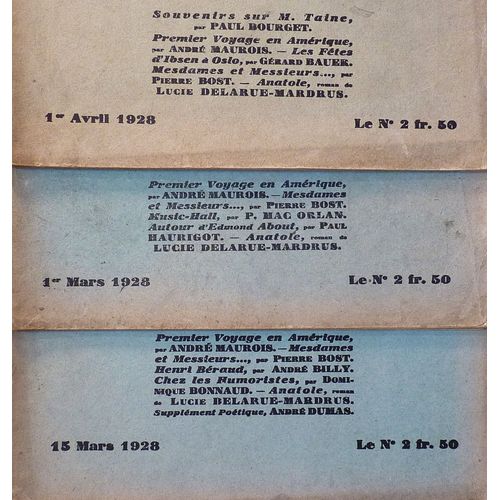 Souvenirs sur M. Taine,
par PAUL BOURGET.
Premier Voyage en Amérique,
par ANDRÉ MAUROIS. — Les Fêtes
d'Ibsen à Oslo, par GÉRARD BAUER.
Mesdames et Messieurs..., par
PIERRE BOST. — Anatole, roman de
LUCIE DELARUE-MARDRUS.
1er Avril 1928 Le No 2 fr. 50
Premier Voyage en Amérique,
par ANDRÉ MAUROIS. — Mesdames
et Messieurs..., par PIERRE BOST.
Music-Hall, par P. MAC ORLAN.
Autour d'Edmond About, par PAUL
HAURIGOT. — Anatole, roman de
LUCIE DELARUE-MARDRUS.
1er Mars 1928 Le No 2 fr. 50
Premier Voyage en Amérique,
par ANDRÉ MAUROIS. — Mesdames
et Messieurs..., par PIERRE BOST.
Henri Béraud, par ANDRÉ BILLY.
Chez les Humoristes, par DOMI-
NIQUE BONNAUD. — Anatole, roman
de LUCIE DELARUE-MARDRUS.
Supplément Poétique, ANDRÉ DUMAS.
15 Mars 1928 Le No 2 fr. 50